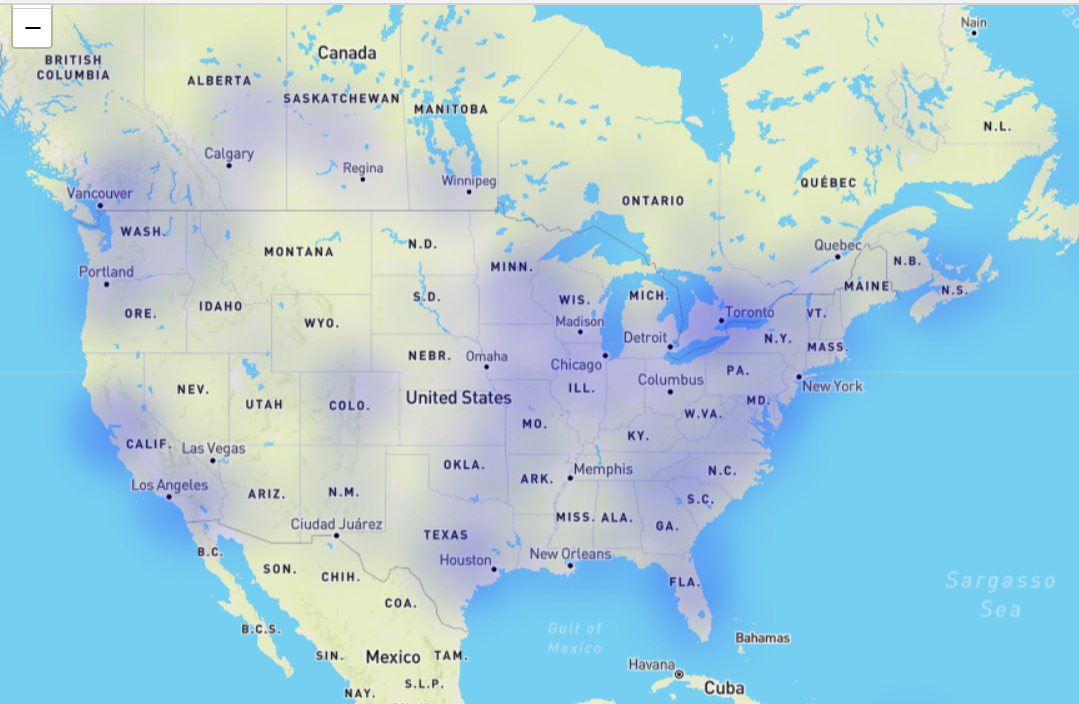 Nain
Canada
BRITISH
COLUMBIA
ALBERTA
SASKATCHEWAN
MANITOBA
N.L.
Calgary
Regina
Winnipeg
QUÉBEC
Vancouver
ONTARIO
WASH.
N.D.
Quebec
MONTANA
N.B.
Portland
MINN.
MAINE
N.S.
S.D.
WIS.
MICH.
IDAHO
ORE.
WYO.
Madison
Toronto
VT.
Detroit
N.Y.
MASS.
NEBR.
Omaha
Chicago
PA.
Columbus
New York
NEV.
ILL.
UTAH
COLO.
United States
MD.
W.VA.
MO.
KY.
CALIF.
Las Vegas
OKLA.
Memphis
N.C.
ARK.
Los Angeles
ARIZ.
N.M.
S.C.
MISS.
ALA.
GA.
Ciudad Juárez
TEXAS
B.C.
Houston
New Orleans
SON.
CHIH.
FLA.
Sargasso
Sea
COA.
B.C.S.
Gulf of
Mexico
Bahamas
SIN.
Mexico
TAM.
Havana
S.L.P.
Cuba
NAY.